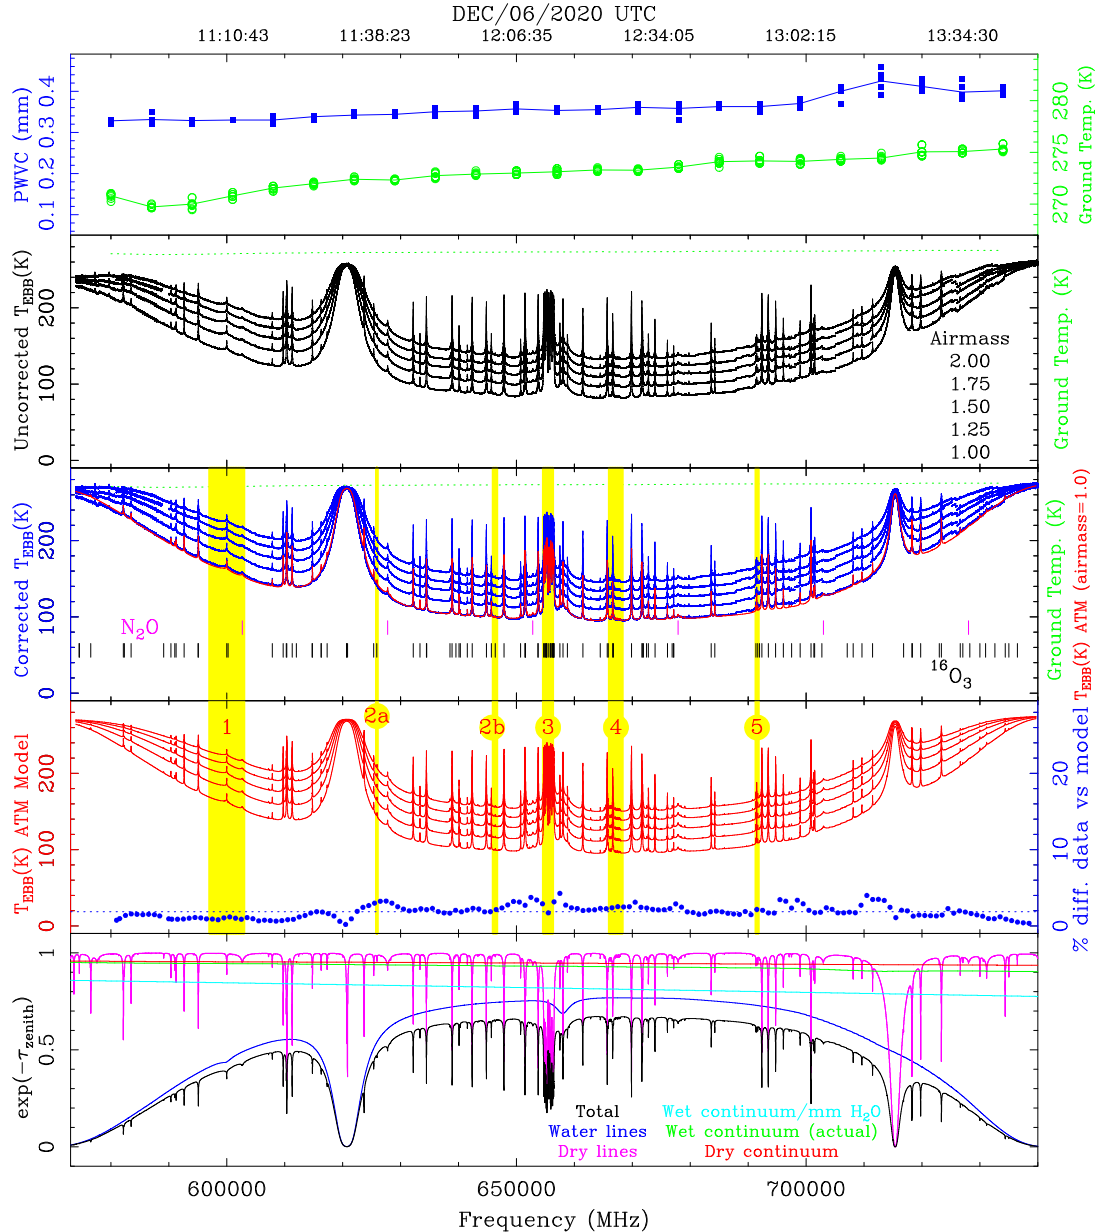 DEC/06/2020 UTC
11:10:43 11:38:23 12:06:35 12:34:05 13:02:15 13:34:30
PWVC (mm)
0.1 0.2 0.3 0.4
Ground Temp. (K)
270 275 280
Uncorrected T_EBB(K)
0 100 200
Ground Temp. (K)
Airmass
2.00
1.75
1.50
1.25
1.00
Corrected T_EBB(K)
0 100 200
Ground Temp. (K)
T_EBB(K) ATM (airmass=1.0)
N₂O
¹⁶O₃
T_EBB(K) ATM Model
0 100 200
1 2a 2b 3 4 5
% diff. data vs model
0 10 20
exp(−τ_zenith)
0 0.5 1
Total Wet continuum/mm H₂O
Water lines Wet continuum (actual)
Dry lines Dry continuum
600000 650000 700000
Frequency (MHz)